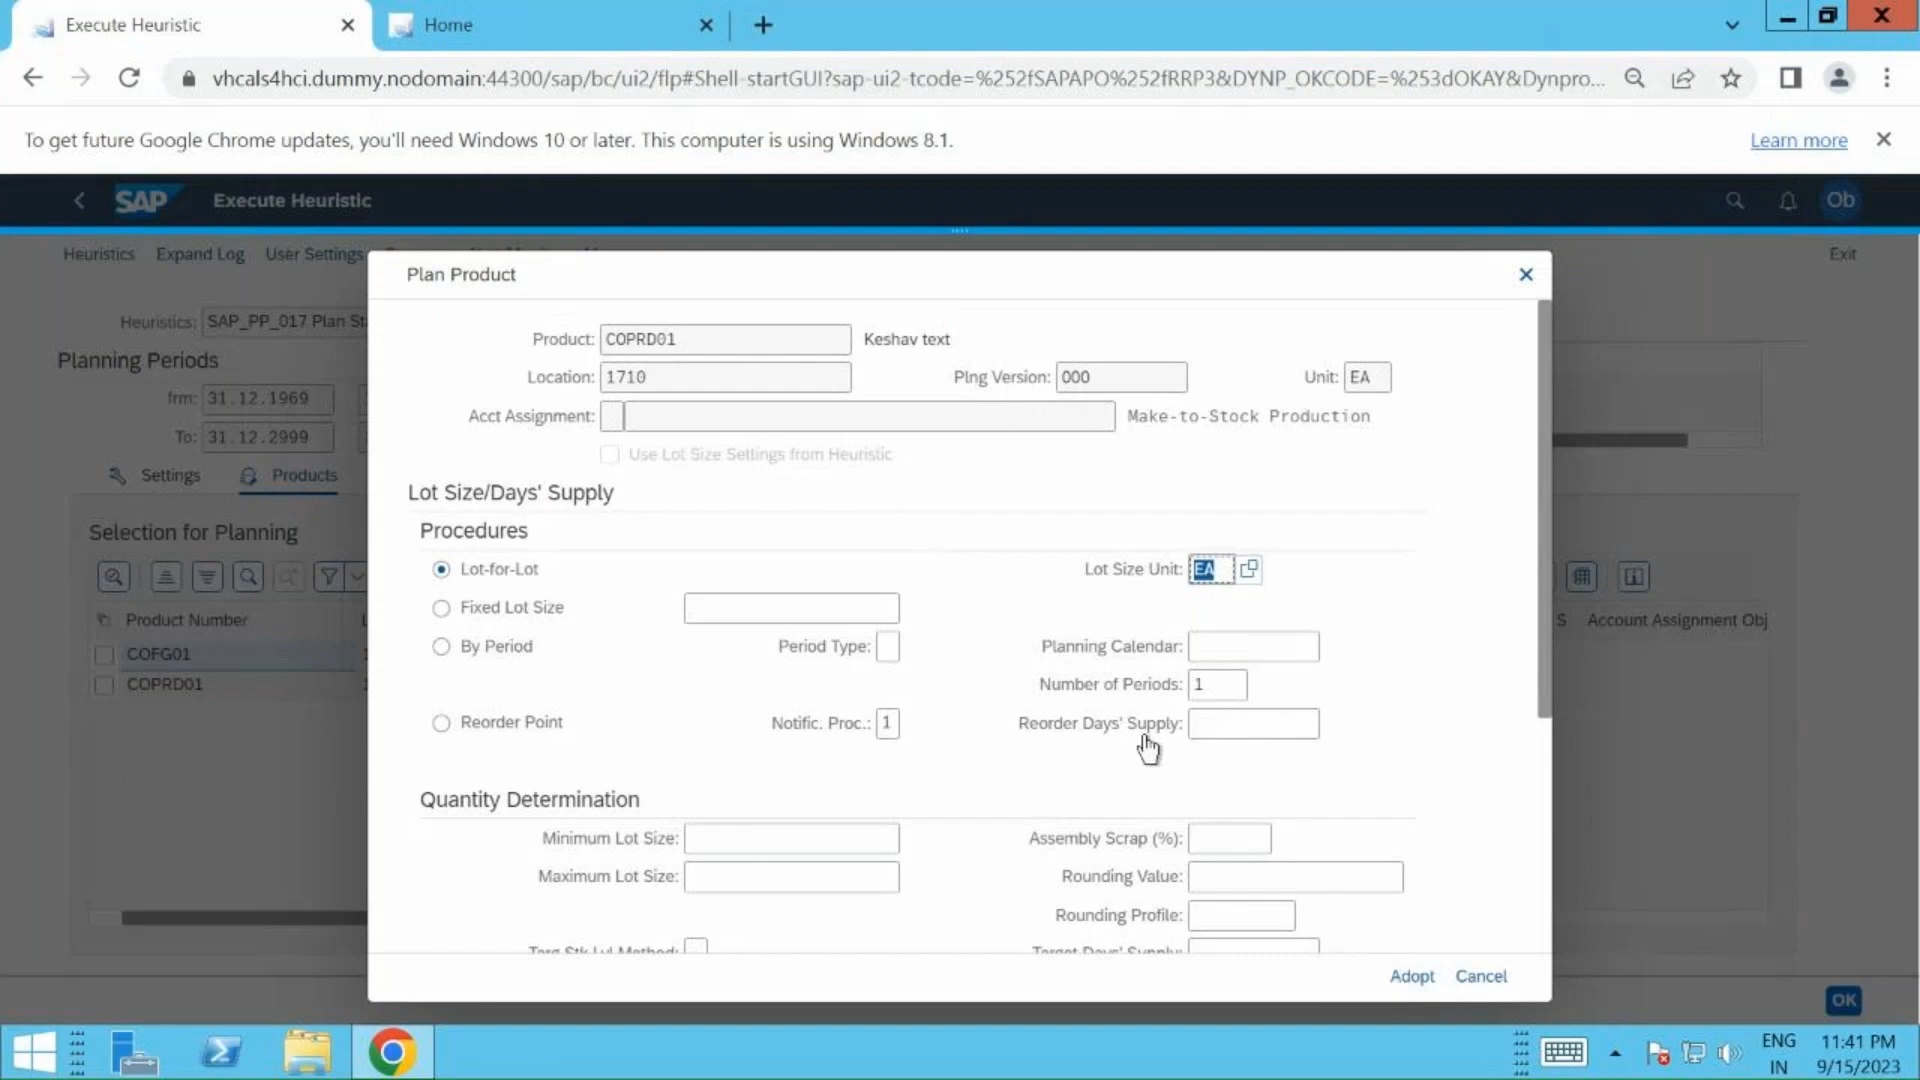 Execute Heuristic
Home
vhcals4hci.dummy.nodomain:44300/sap/bc/ui2/flp#Shell-startGUI?sap-ui2-tcode=%252fSAPAPO%252fRRP3&DYNP_OKCODE=%253dOKAY&Dynpro...
To get future Google Chrome updates, you'll need Windows 10 or later. This computer is using Windows 8.1.
Learn more
SAP Execute Heuristic
Ob
Heuristics Expand Log User Settings
Exit
Plan Product
Heuristics: SAP_PP_017 Plan St
Product: COPRD01 Keshav text
Planning Periods
Location: 1710 Plng Version: 000 Unit: EA
frm: 31.12.1969
Acct Assignment: Make-to-Stock Production
To: 31.12.2999
Use Lot Size Settings from Heuristic
Settings Products
Lot Size/Days' Supply
Selection for Planning
Procedures
Lot-for-Lot Lot Size Unit: EA
Fixed Lot Size
Product Number
S Account Assignment Obj
By Period Period Type: Planning Calendar:
COFG01
COPRD01
Number of Periods: 1
Reorder Point Notific. Proc.: 1 Reorder Days' Supply:
Quantity Determination
Minimum Lot Size: Assembly Scrap (%):
Maximum Lot Size: Rounding Value:
Rounding Profile:
Targ Stk Lvl Method: Target Days' Supply:
Adopt Cancel
OK
ENG
IN
11:41 PM
9/15/2023